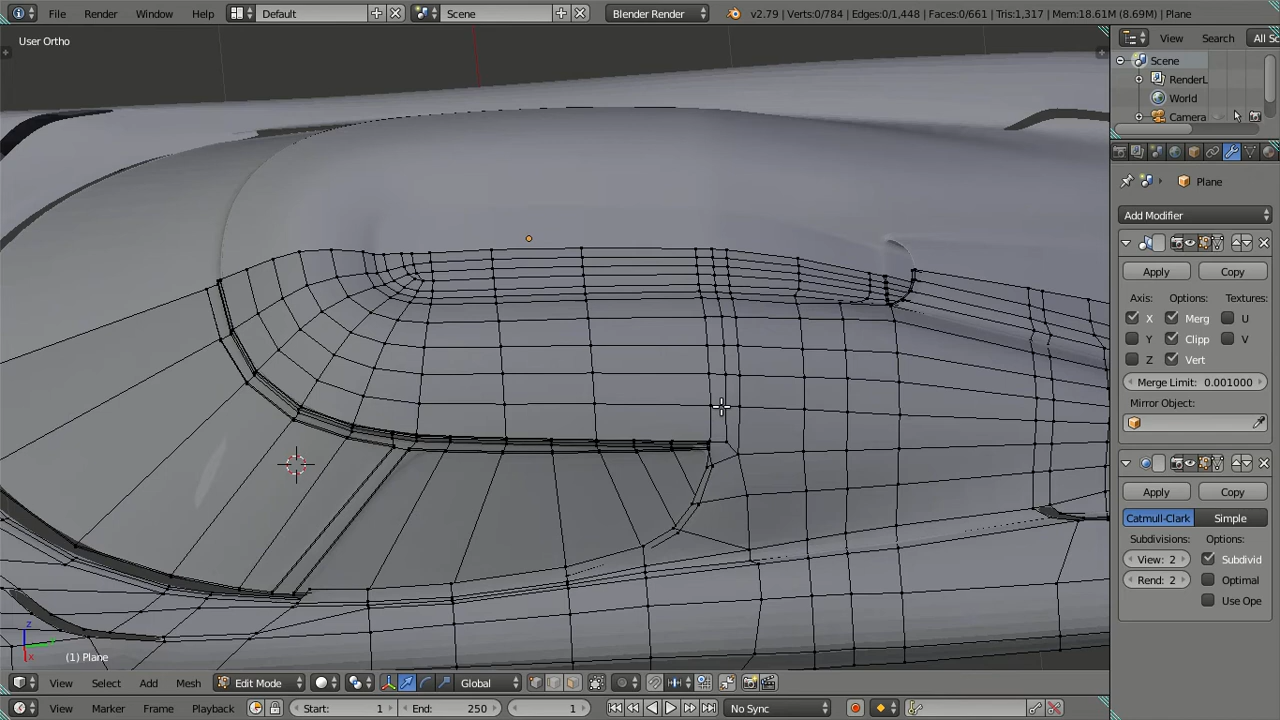 File Render Window Help Default Scene Blender Render v2.79 | Verts:0/784 | Edges:0/1,448 | Faces:0/661 | Tris:1,317 | Mem:18.61M (8.69M) | Plane
User Ortho
View Search All Sc
Scene
RenderL
World
Camera
Plane
Add Modifier
Apply Copy
Axis: Options: Textures:
X Merg U
Y Clipp V
Z Vert
Merge Limit: 0.001000
Mirror Object:
Apply Copy
Catmull-Clark Simple
Subdivisions: Options:
View: 2 Subdivid
Rend: 2 Optimal
Use Ope
z
x
(1) Plane
View Select Add Mesh Edit Mode Global
View Marker Frame Playback Start: 1 End: 250 1 No Sync